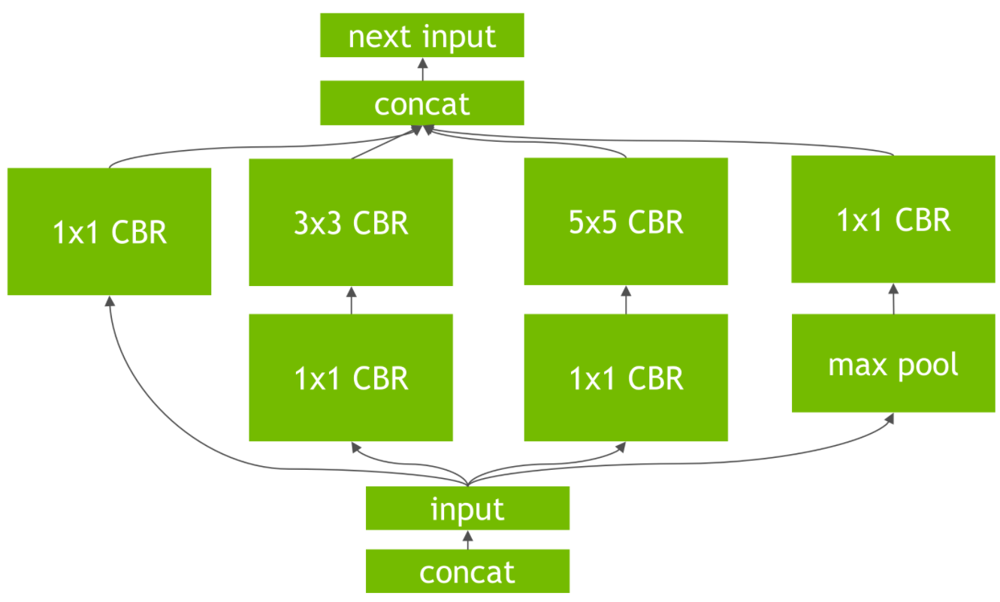 next input
concat
1x1 CBR
3x3 CBR
5x5 CBR
1x1 CBR
1x1 CBR
1x1 CBR
max pool
input
concat